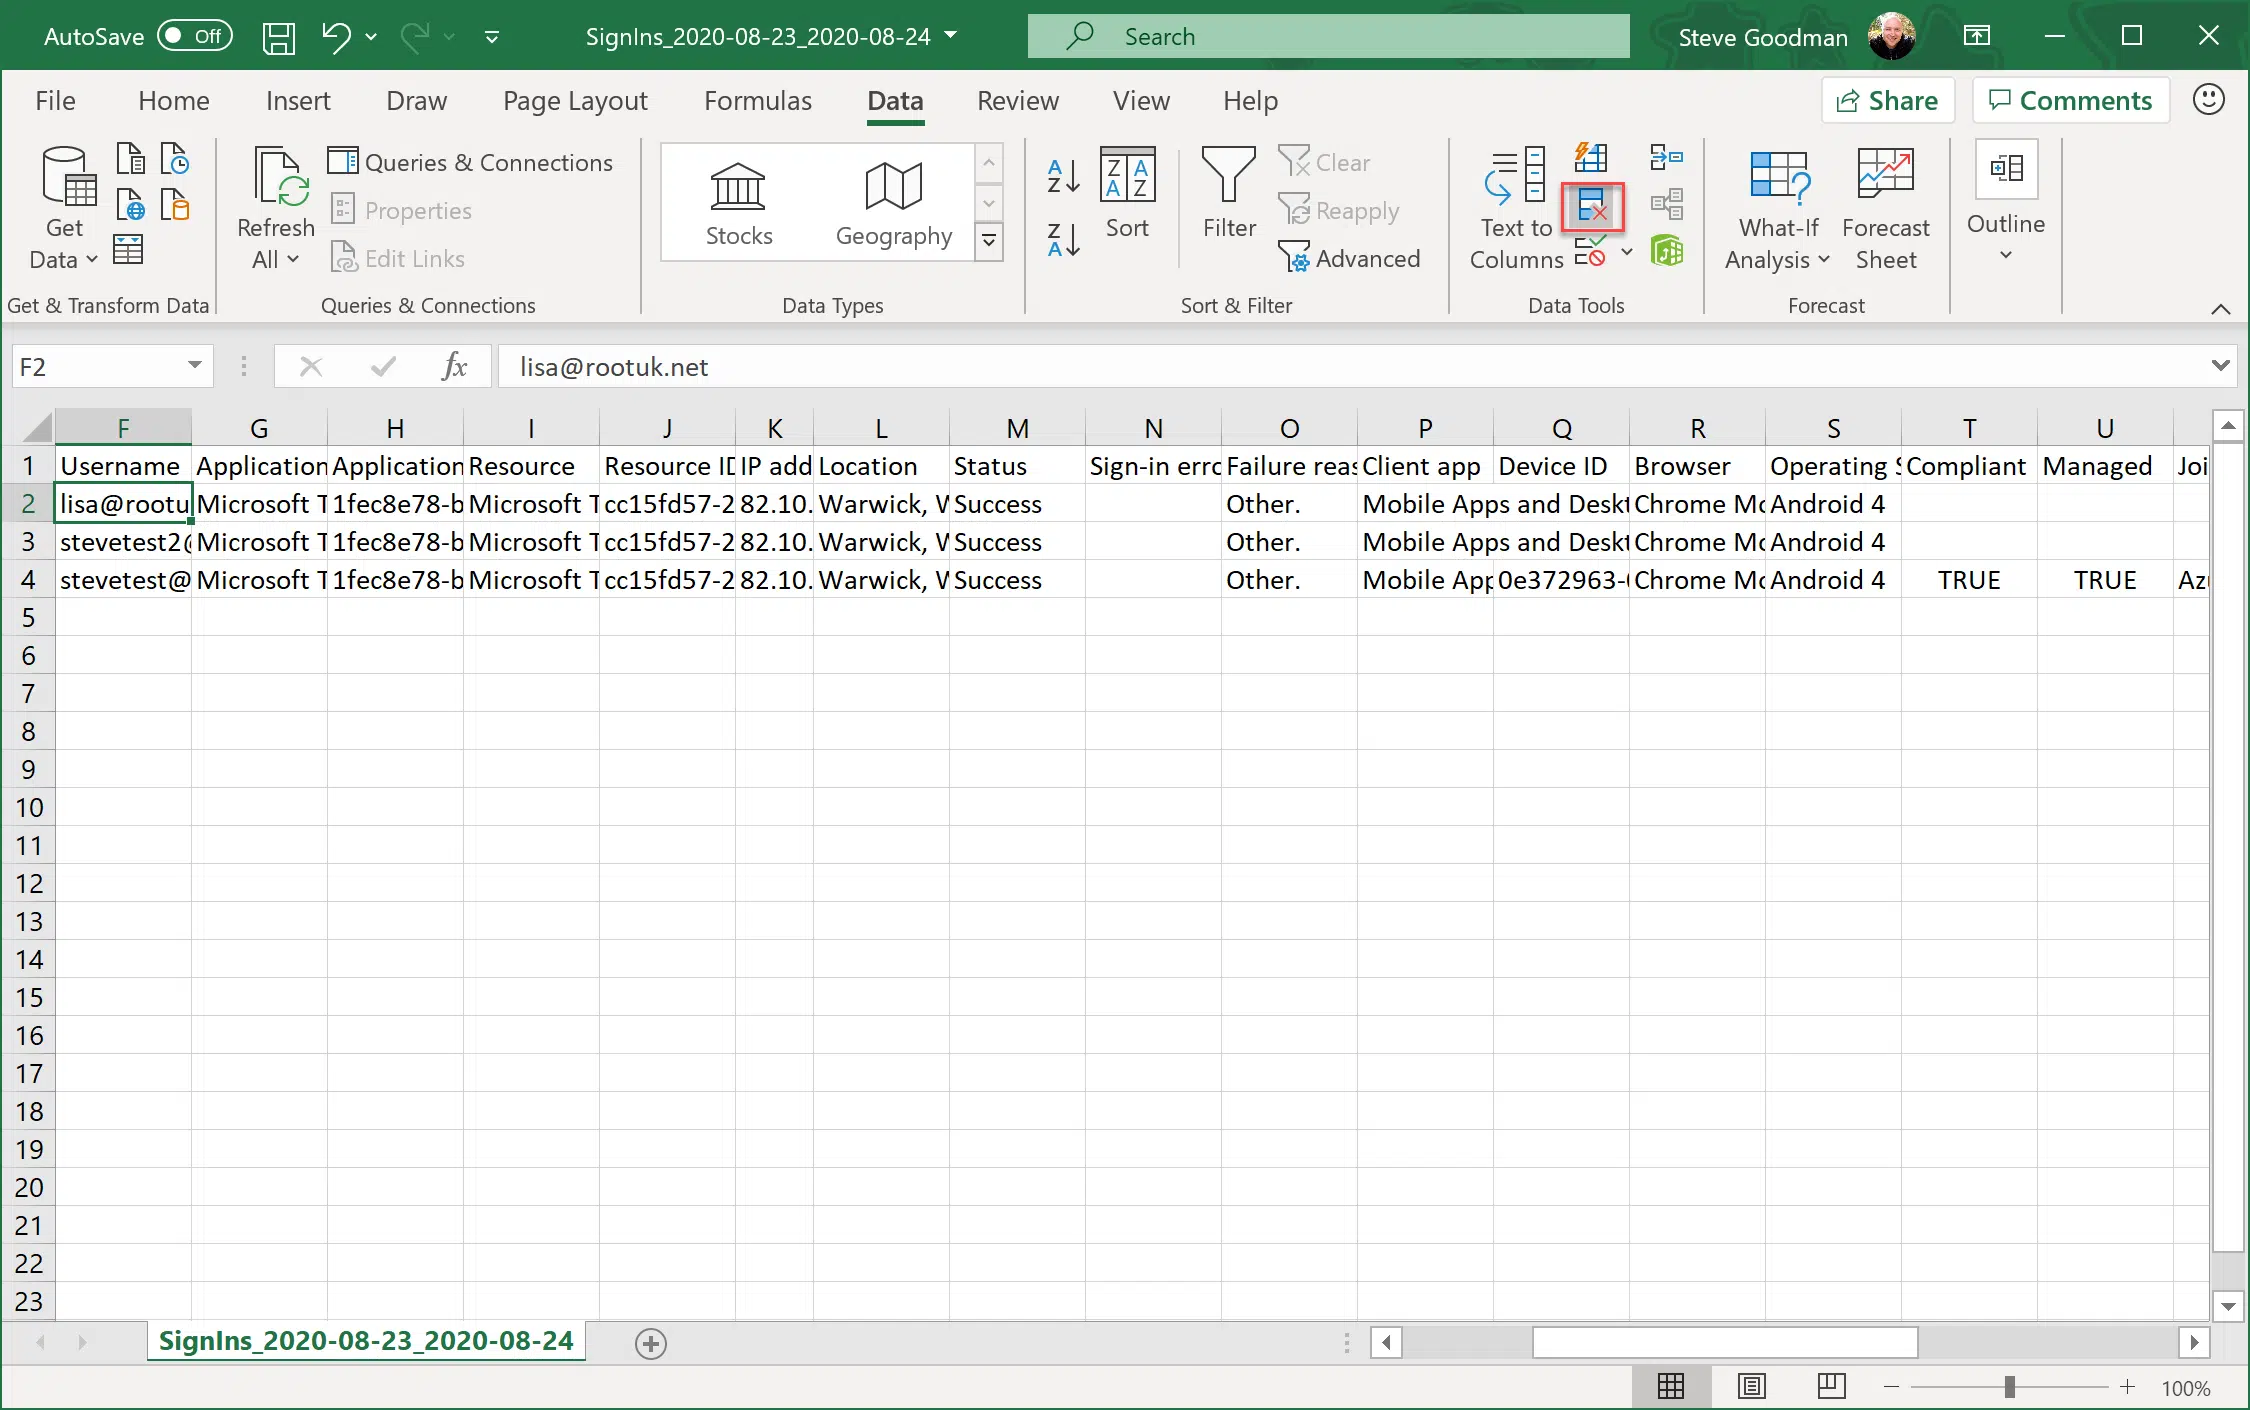 AutoSave Off SignIns_2020-08-23_2020-08-24 Search Steve Goodman
File Home Insert Draw Page Layout Formulas Data Review View Help Share Comments
Get Data
Refresh All
Queries & Connections
Properties
Edit Links
Stocks Geography
A Z
Z A
Z A A Z
Sort
Filter
Clear
Reapply
Advanced
Text to Columns
What-If Analysis
Forecast Sheet
Outline
Get & Transform Data Queries & Connections Data Types Sort & Filter Data Tools Forecast
F2 fx lisa@rootuk.net
F G H I J K L M N O P Q R S T U
1 Username Application Application Resource Resource ID IP add Location Status Sign-in erro Failure reas Client app Device ID Browser Operating S Compliant Managed Joi
2 lisa@rootu Microsoft T 1fec8e78-b Microsoft T cc15fd57-2 82.10. Warwick, W Success Other. Mobile Apps and Deskt Chrome Mo Android 4
3 stevetest2@ Microsoft T 1fec8e78-b Microsoft T cc15fd57-2 82.10. Warwick, W Success Other. Mobile Apps and Deskt Chrome Mo Android 4
4 stevetest@ Microsoft T 1fec8e78-b Microsoft T cc15fd57-2 82.10. Warwick, W Success Other. Mobile App 0e372963- Chrome Mo Android 4 TRUE TRUE Azu
5
6
7
8
9
10
11
12
13
14
15
16
17
18
19
20
21
22
23
SignIns_2020-08-23_2020-08-24
100%